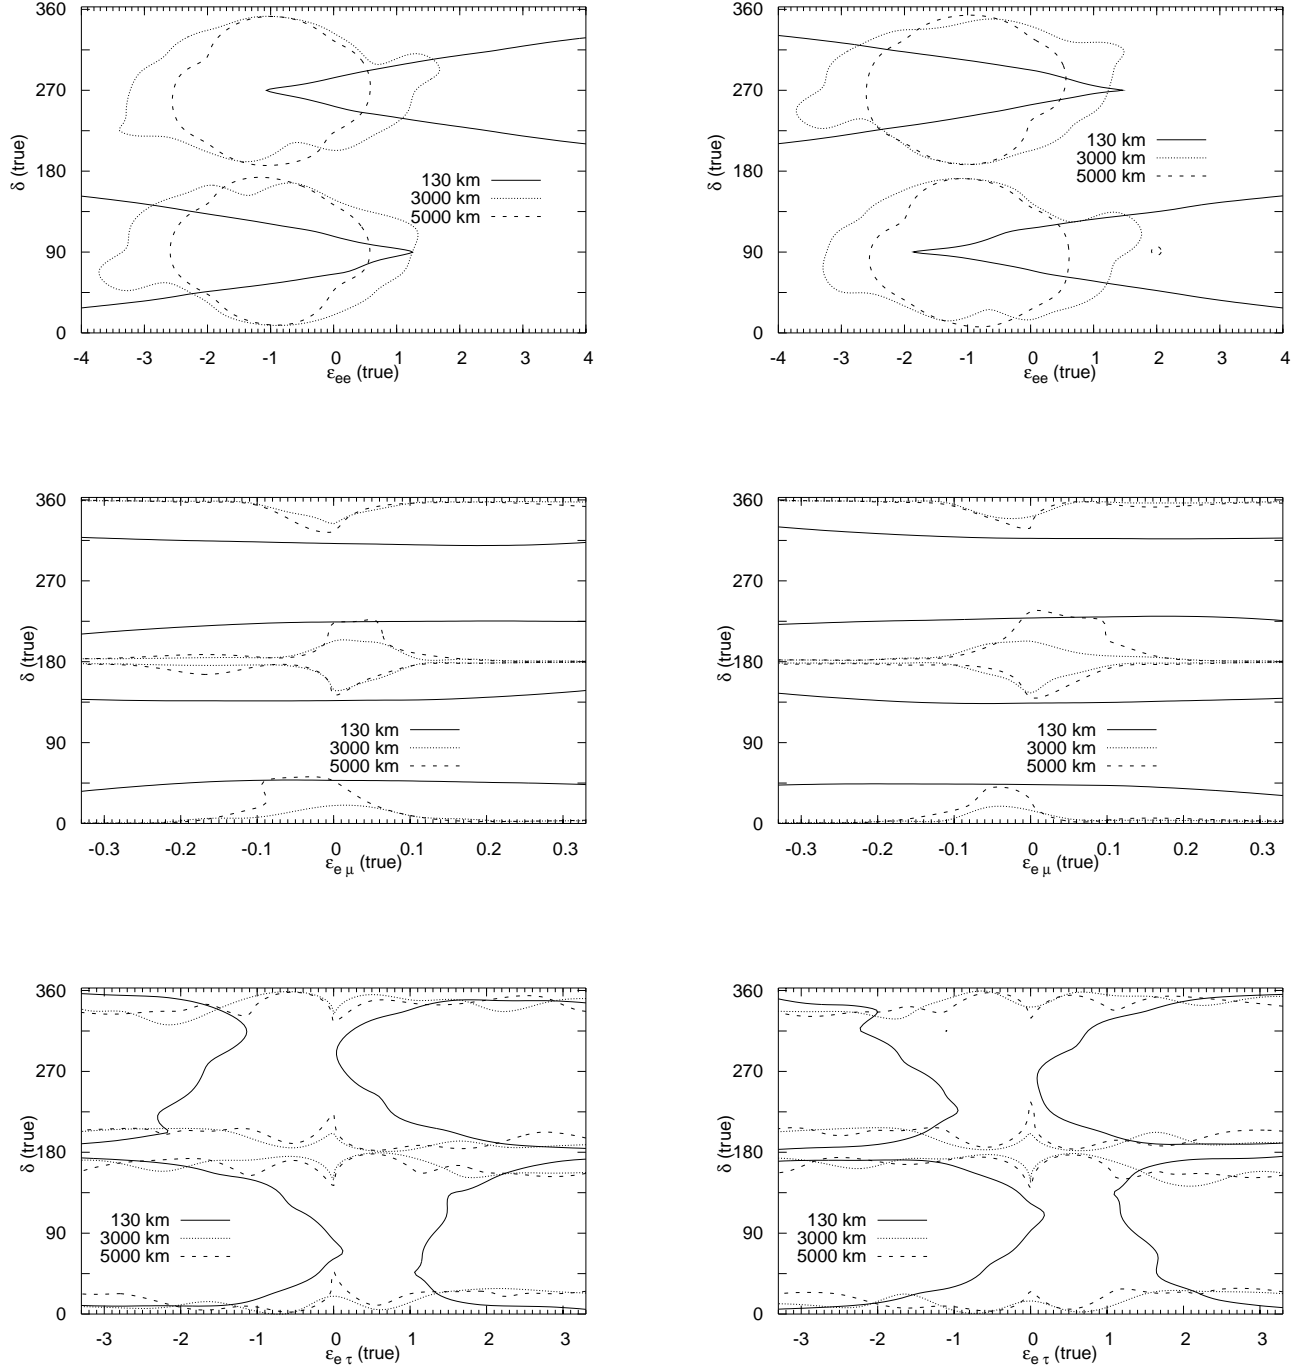 360
270
180
90
0
δ (true)
130 km
3000 km
5000 km
-4 -3 -2 -1 0 1 2 3 4
εee (true)
360
270
180
90
0
δ (true)
130 km
3000 km
5000 km
-4 -3 -2 -1 0 1 2 3 4
εee (true)
360
270
180
90
0
δ (true)
130 km
3000 km
5000 km
-0.3 -0.2 -0.1 0 0.1 0.2 0.3
εe μ (true)
360
270
180
90
0
δ (true)
130 km
3000 km
5000 km
-0.3 -0.2 -0.1 0 0.1 0.2 0.3
εe μ (true)
360
270
180
90
0
δ (true)
130 km
3000 km
5000 km
-3 -2 -1 0 1 2 3
εe τ (true)
360
270
180
90
0
δ (true)
130 km
3000 km
5000 km
-3 -2 -1 0 1 2 3
εe τ (true)